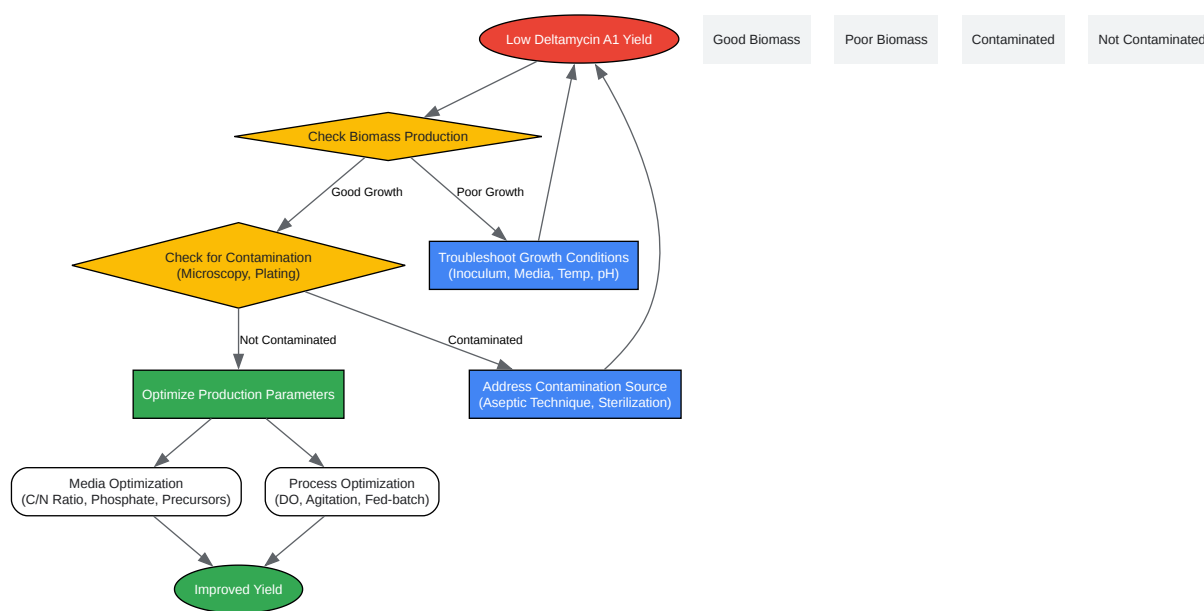 Low Deltamycin A1 Yield
Good Biomass
Poor Biomass
Contaminated
Not Contaminated
Check Biomass Production
Good Growth
Poor Growth
Check for Contamination
(Microscopy, Plating)
Troubleshoot Growth Conditions
(Inoculum, Media, Temp, pH)
Not Contaminated
Contaminated
Optimize Production Parameters
Address Contamination Source
(Aseptic Technique, Sterilization)
Media Optimization
(C/N Ratio, Phosphate, Precursors)
Process Optimization
(DO, Agitation, Fed-batch)
Improved Yield